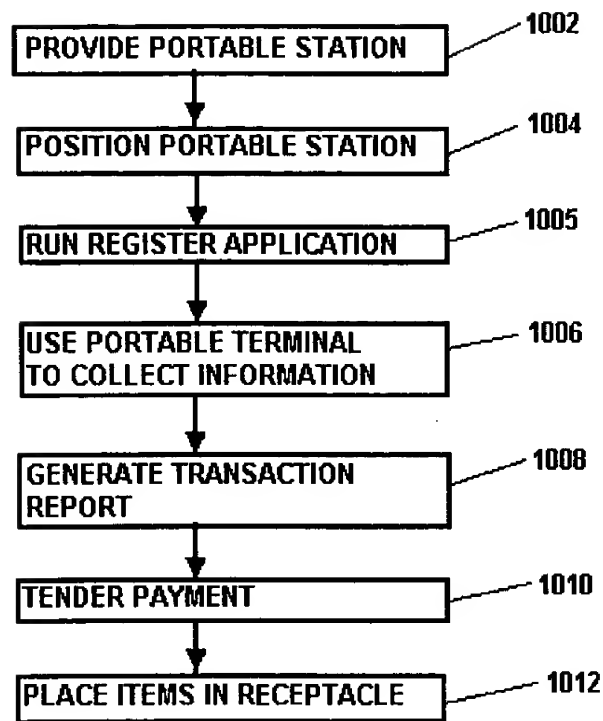 1002
PROVIDE PORTABLE STATION
1004
POSITION PORTABLE STATION
1005
RUN REGISTER APPLICATION
1006
USE PORTABLE TERMINAL
TO COLLECT INFORMATION
1008
GENERATE TRANSACTION
REPORT
1010
TENDER PAYMENT
1012
PLACE ITEMS IN RECEPTACLE